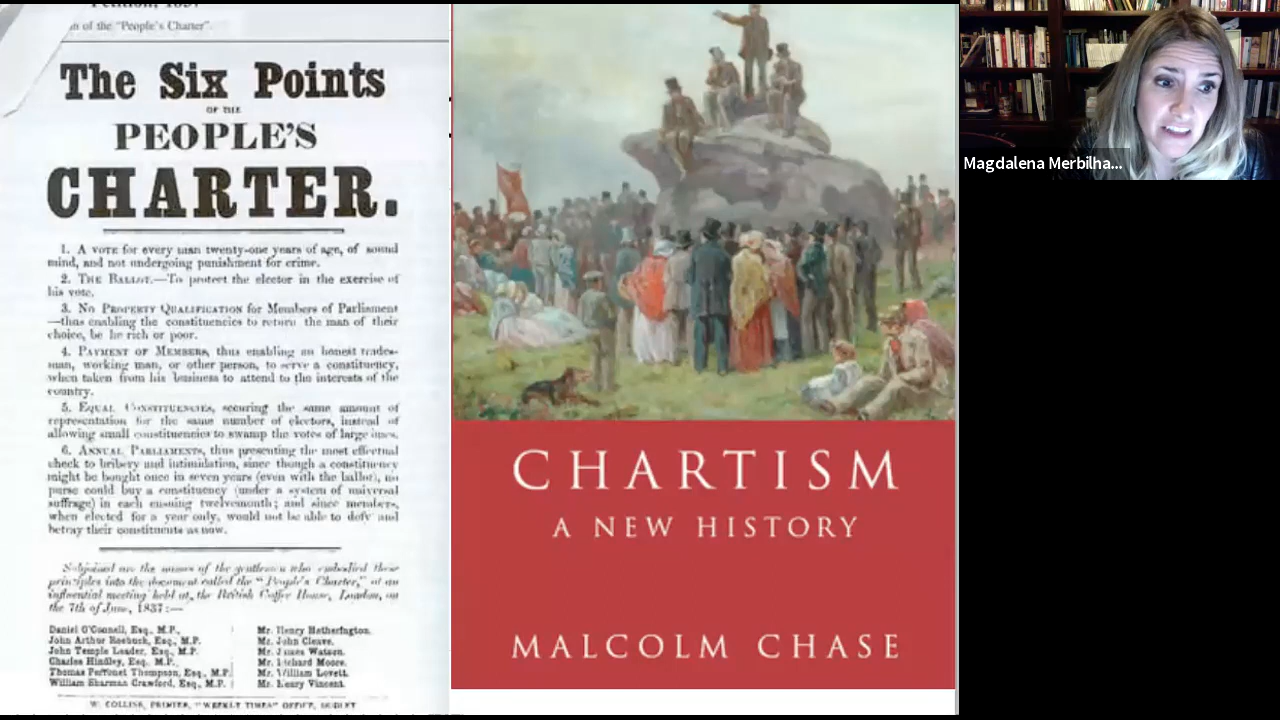 n of the "People's Charter".
The Six Points
OF THE
PEOPLE'S
CHARTER.
1. A VOTE for every man twenty-one years of age, of sound
mind, and not undergoing punishment for crime.
2. THE BALLOT.—To protect the elector in the exercise of
his vote.
3. NO PROPERTY QUALIFICATION for Members of Parliament
—thus enabling the constituencies to return the man of their
choice, be he rich or poor.
4. PAYMENT OF MEMBERS, thus enabling an honest trades-
man, working man, or other person, to serve a constituency,
when taken from his business to attend to the interests of the
country.
5. EQUAL CONSTITUENCIES, securing the same amount of
representation for the same number of electors, instead of
allowing small constituencies to swamp the votes of large ones.
6. ANNUAL PARLIAMENTS, thus presenting the most effectual
check to bribery and intimidation, since though a constituency
might be bought once in seven years (even with the ballot), no
purse could buy a constituency (under a system of universal
suffrage) in each ensuing twelvemonth; and since members,
when elected for a year only, would not be able to defy and
betray their constituents as now.
Subjoined are the names of the gentlemen who embodied these
principles into the document called the "People's Charter," at an
influential meeting held at the British Coffee House, London, on
the 7th of June, 1837:—
Daniel O'Connell, Esq., M.P.,
John Arthur Roebuck, Esq., M.P.
John Temple Leader, Esq., M.P.
Charles Hindley, Esq., M.P.
Thomas Perronet Thompson, Esq., M.P.
William Sharman Crawford, Esq., M.P.
Mr. Henry Hetherington.
Mr. John Cleave.
Mr. James Watson.
Mr. Richard Moore.
Mr. William Lovett.
Mr. Henry Vincent.
W. COLLINS, PRINTER, "WEEKLY TIMES" OFFICE, DUDLEY
CHARTISM
A NEW HISTORY
MALCOLM CHASE
Magdalena Merbilha...